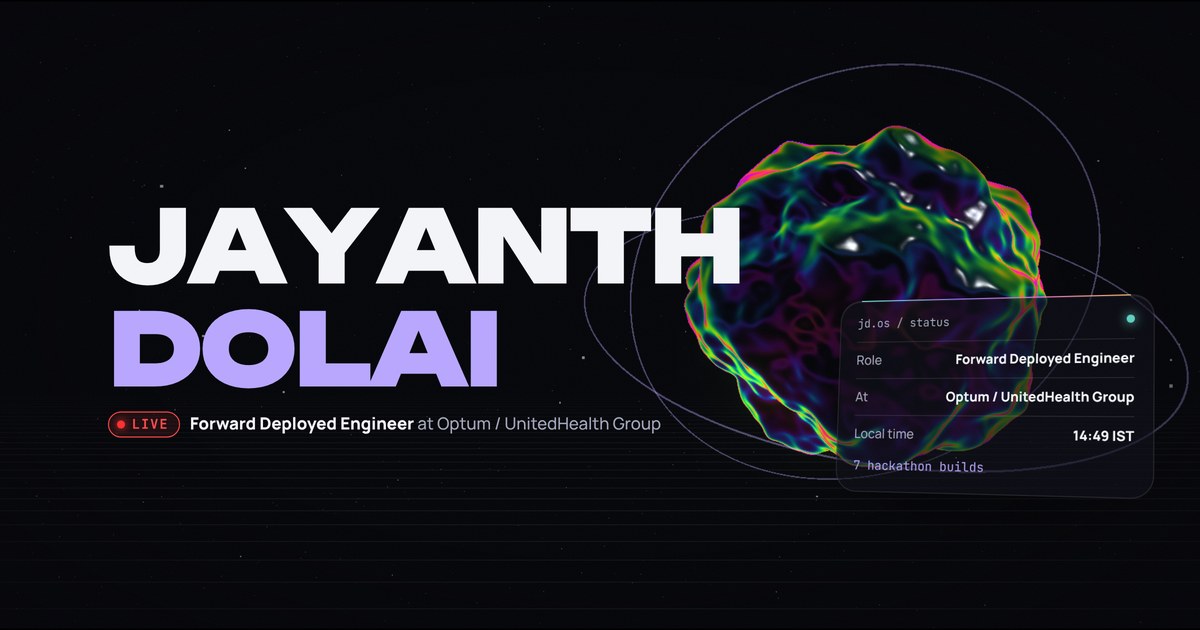 JAYANTH
DOLAI
LIVE
Forward Deployed Engineer at Optum / UnitedHealth Group
jd.os / status
Role Forward Deployed Engineer
At Optum / UnitedHealth Group
Local time 14:49 IST
7 hackathon builds